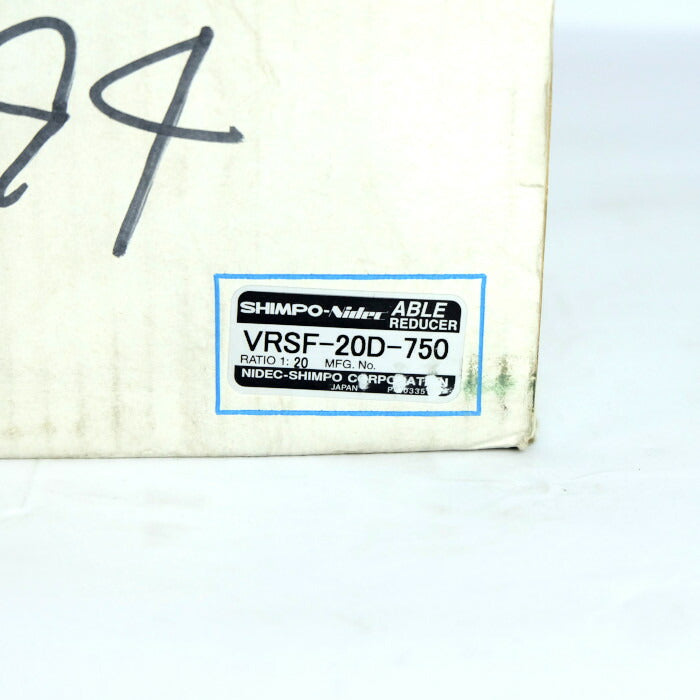 SHIMPO-Nidec ABLE
REDUCER
VRSF-20D-750
RATIO 1: 20 MFG. No.
NIDEC-SHIMPO CORPORATION
JAPAN